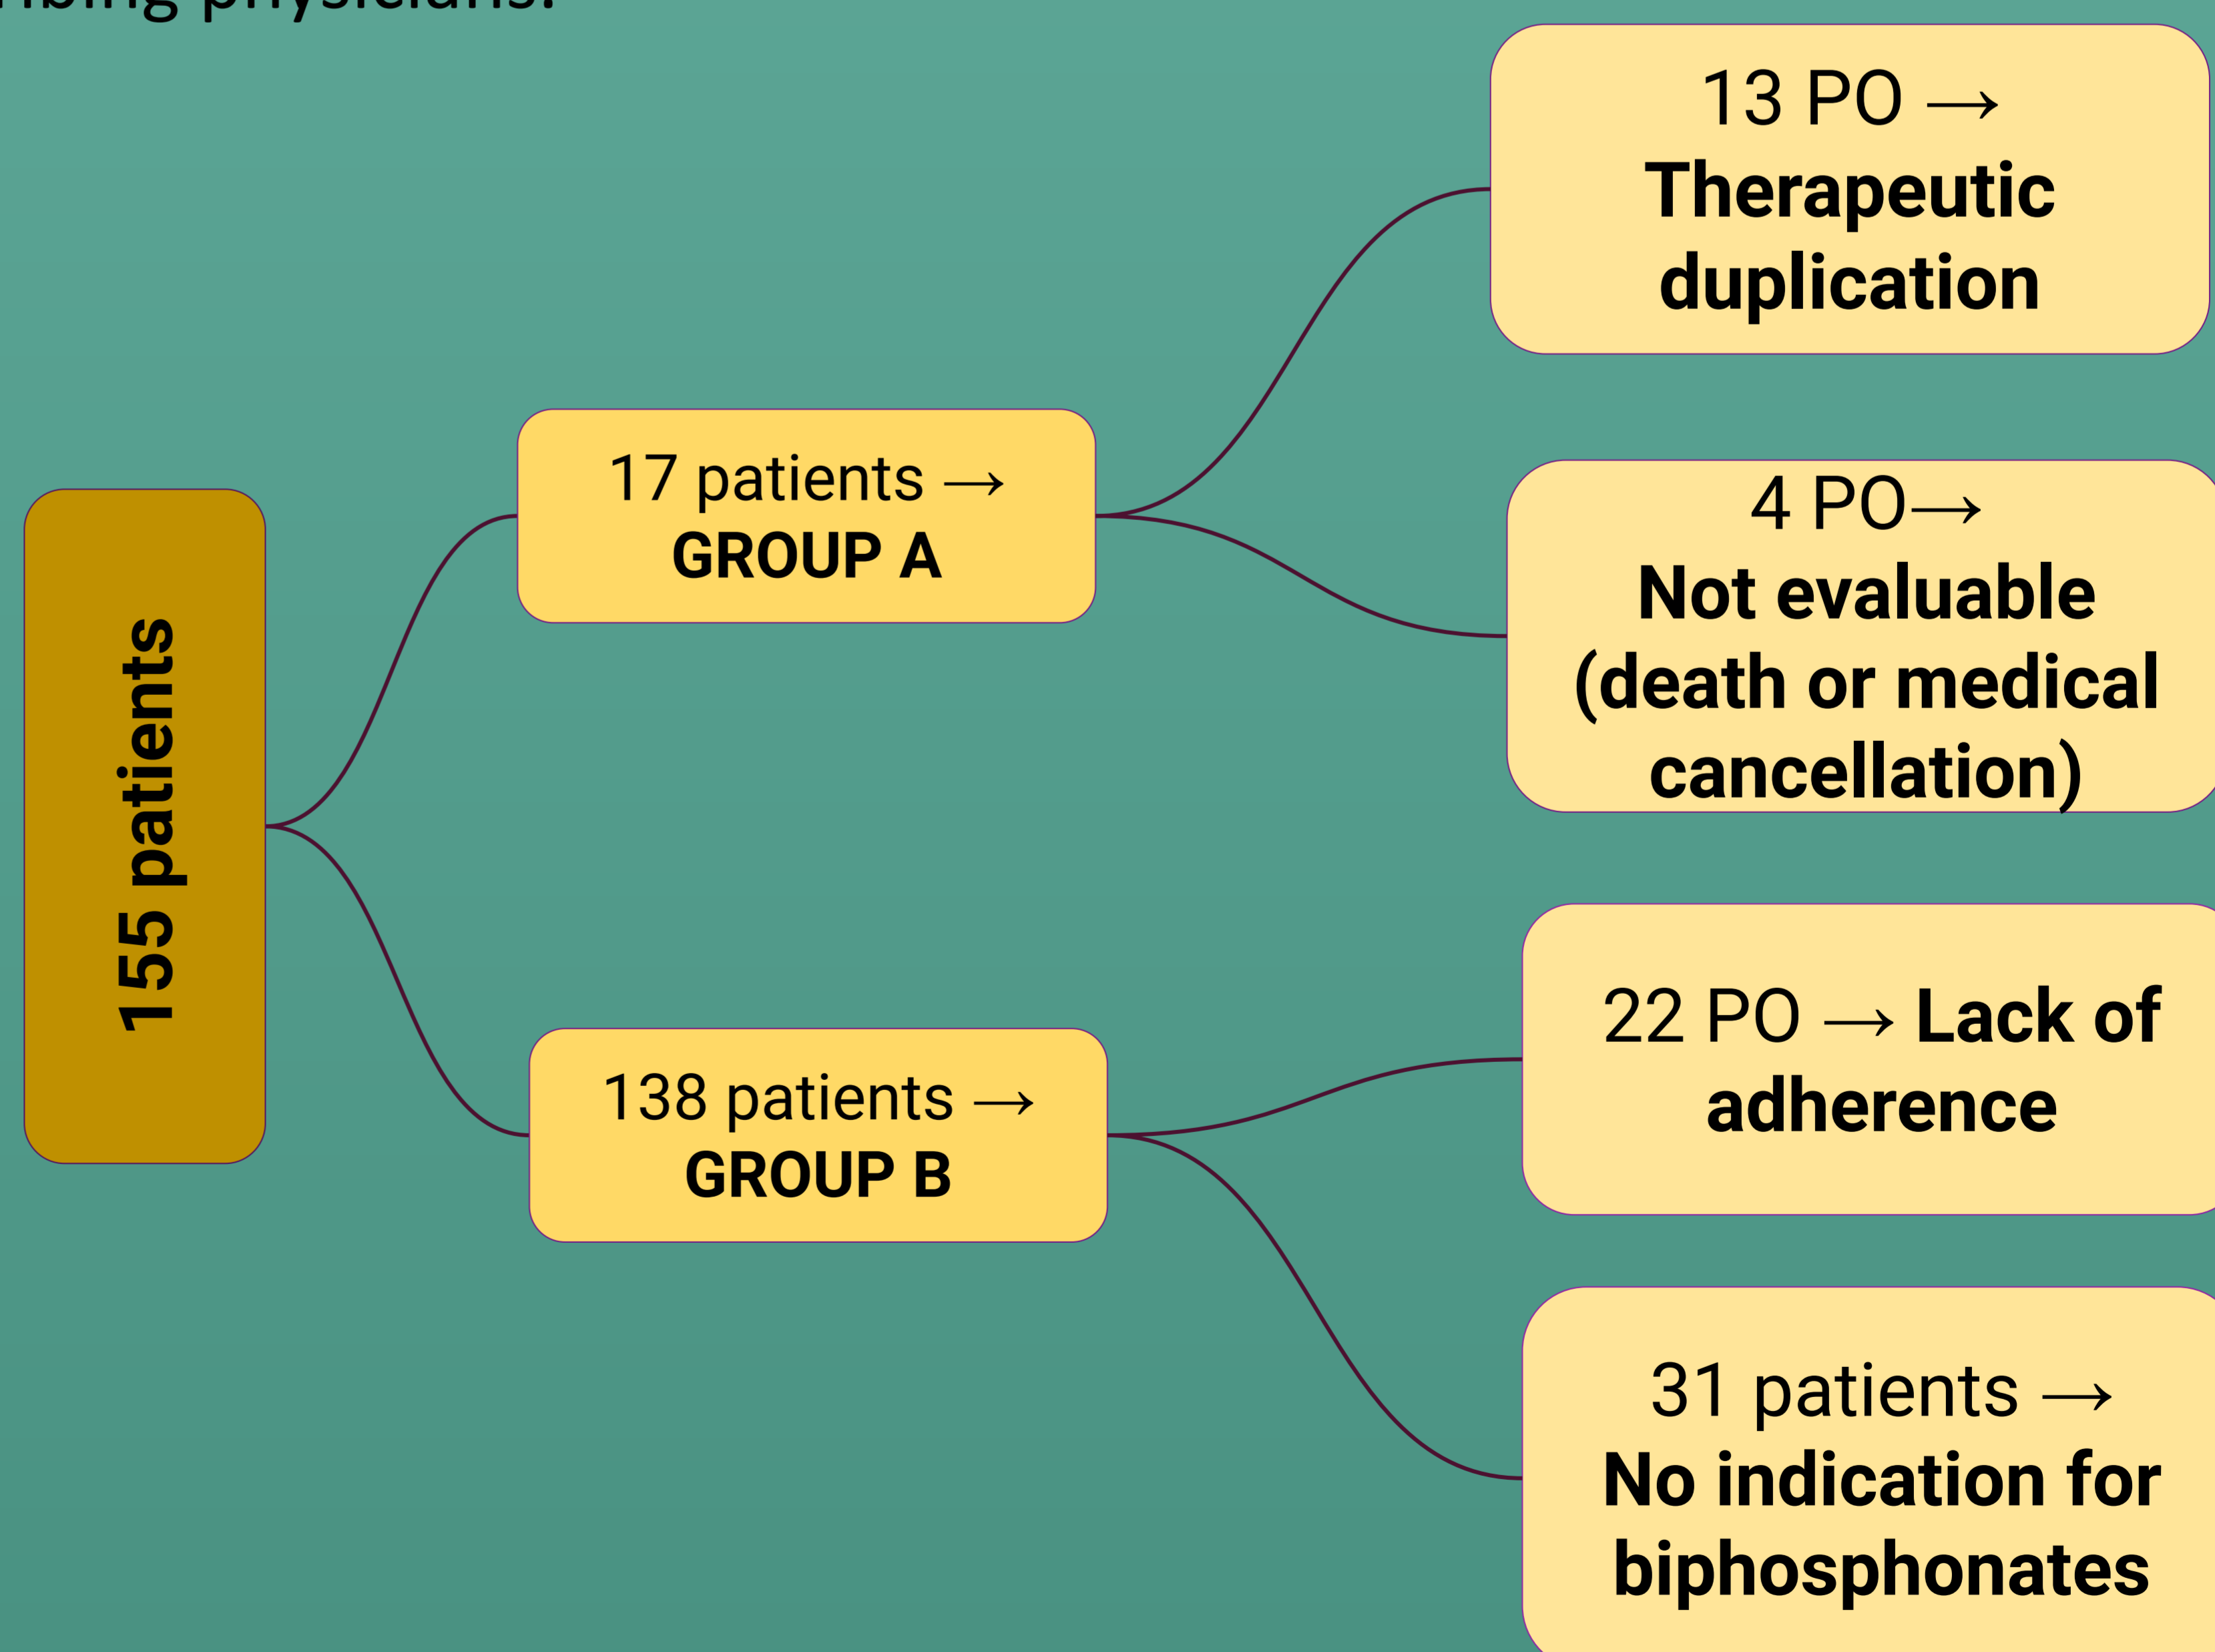 physicians.
155 patients
17 patients →
GROUP A
138 patients →
GROUP B
13 PO →
Therapeutic
duplication
4 PO→
Not evaluable
(death or medical
cancellation)
22 PO → Lack of
adherence
31 patients →
No indication for
biphosphonates